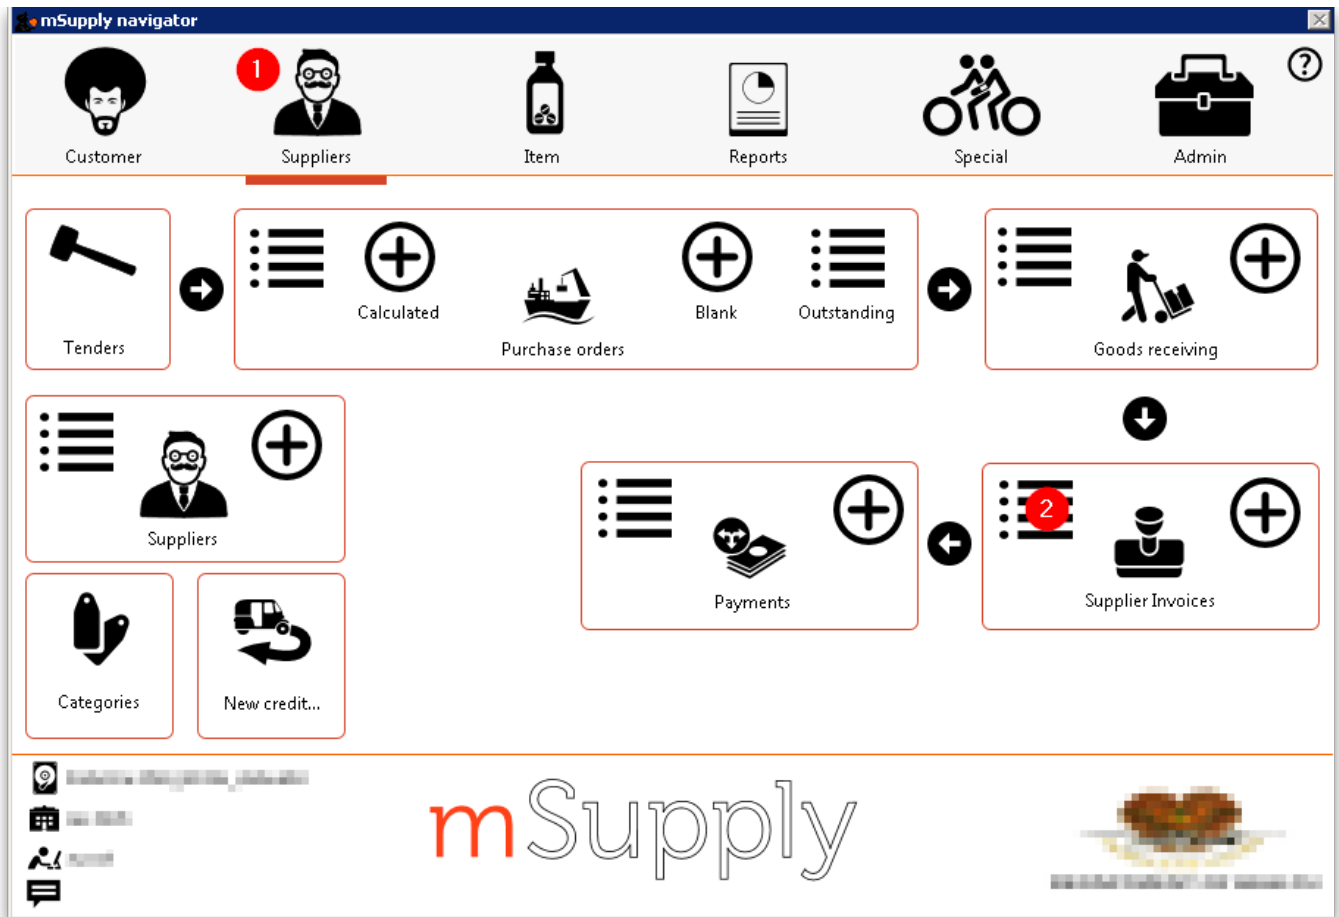 mSupply navigator
1
?
Customer
Suppliers
Item
Reports
Special
Admin
Calculated
Blank
Outstanding
Tenders
Purchase orders
Goods receiving
2
Suppliers
Payments
Supplier Invoices
Categories
New credit...
mSupply